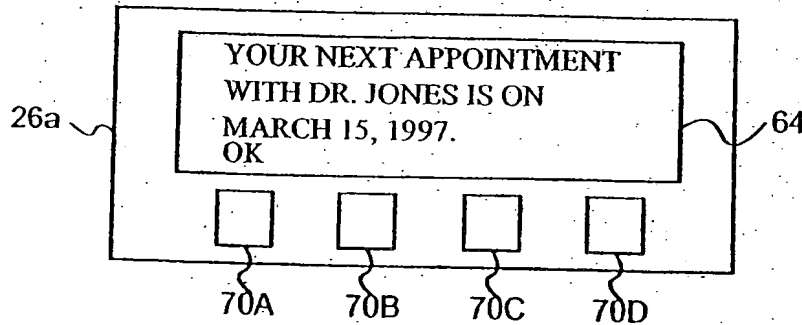 YOUR NEXT APPOINTMENT
WITH DR. JONES IS ON
MARCH 15, 1997.
OK
26a
64
70A 70B 70C 70D